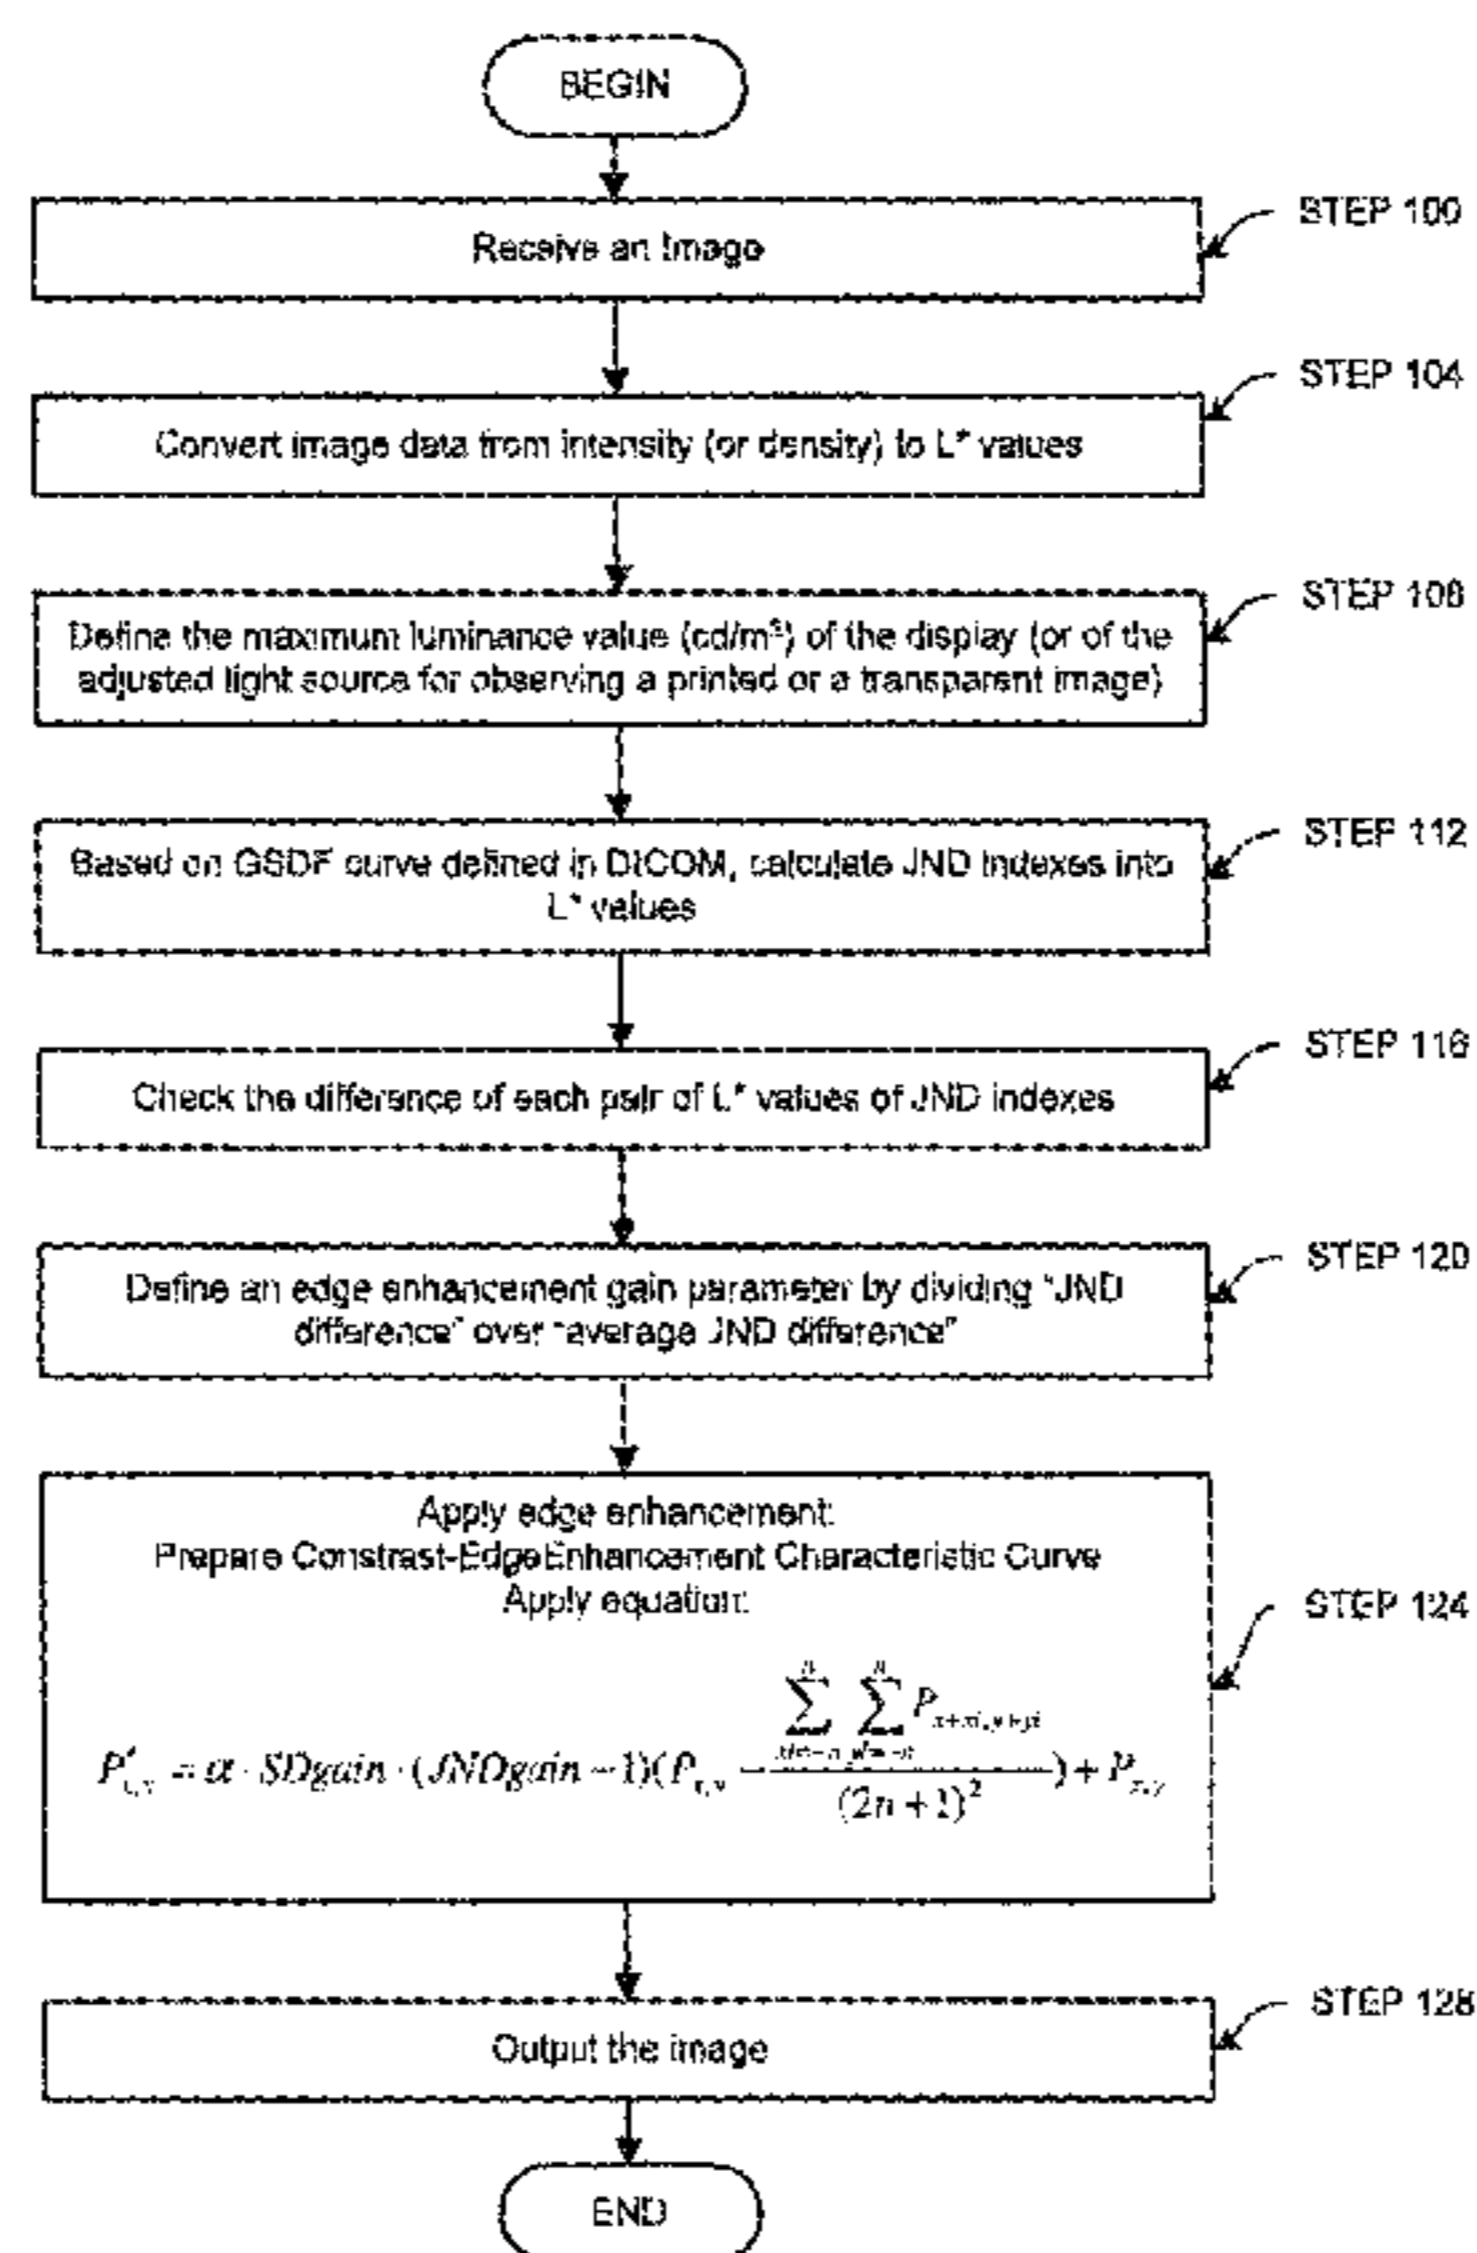 BEGIN
Receive an Image
STEP 100
Convert image data from intensity (or density) to L* values
STEP 104
Define the maximum luminance value (cd/m²) of the display (or of the
adjusted light source for observing a printed or a transparent image)
STEP 108
Based on GSDF curve defined in DICOM, calculate JND Indexes into
L* values
STEP 112
Check the difference of each pair of L* values of JND indexes
STEP 116
Define an edge enhancement gain parameter by dividing "JND
difference" over "average JND difference"
STEP 120
Apply edge enhancement:
Prepare Constrast-EdgeEnhancement Characteristic Curve
Apply equation:
P'x,y = α · SDgain · (JNDgain − 1)(Px,y − (∑ⁿxi=−n ∑ⁿyi=−n Px+xi,y+yi) / (2n+1)²) + Px,y
STEP 124
Output the image
STEP 128
END